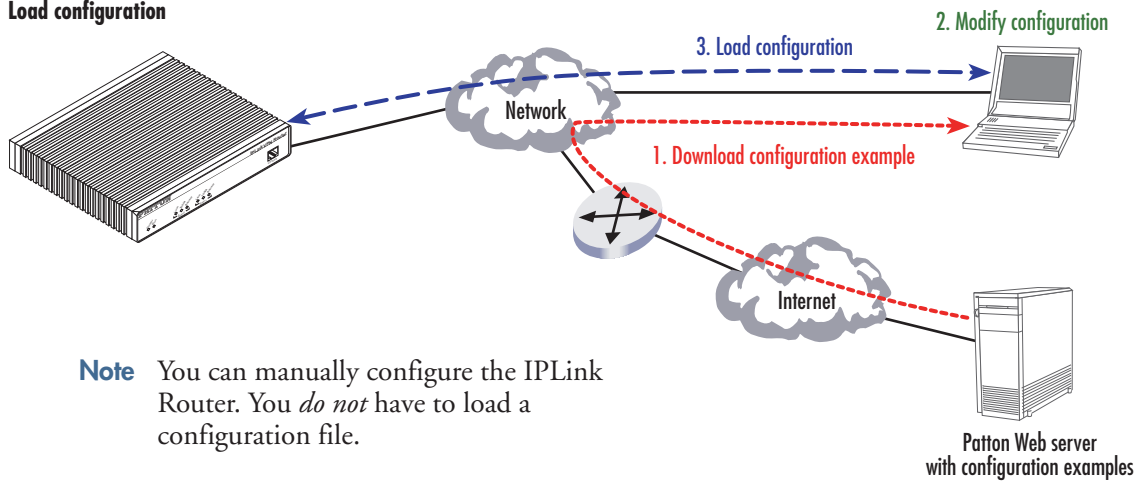 Load configuration
2. Modify configuration
3. Load configuration
Network
1. Download configuration example
Internet
Note You can manually configure the IPLink
Router. You do not have to load a
configuration file.
Patton Web server
with configuration examples